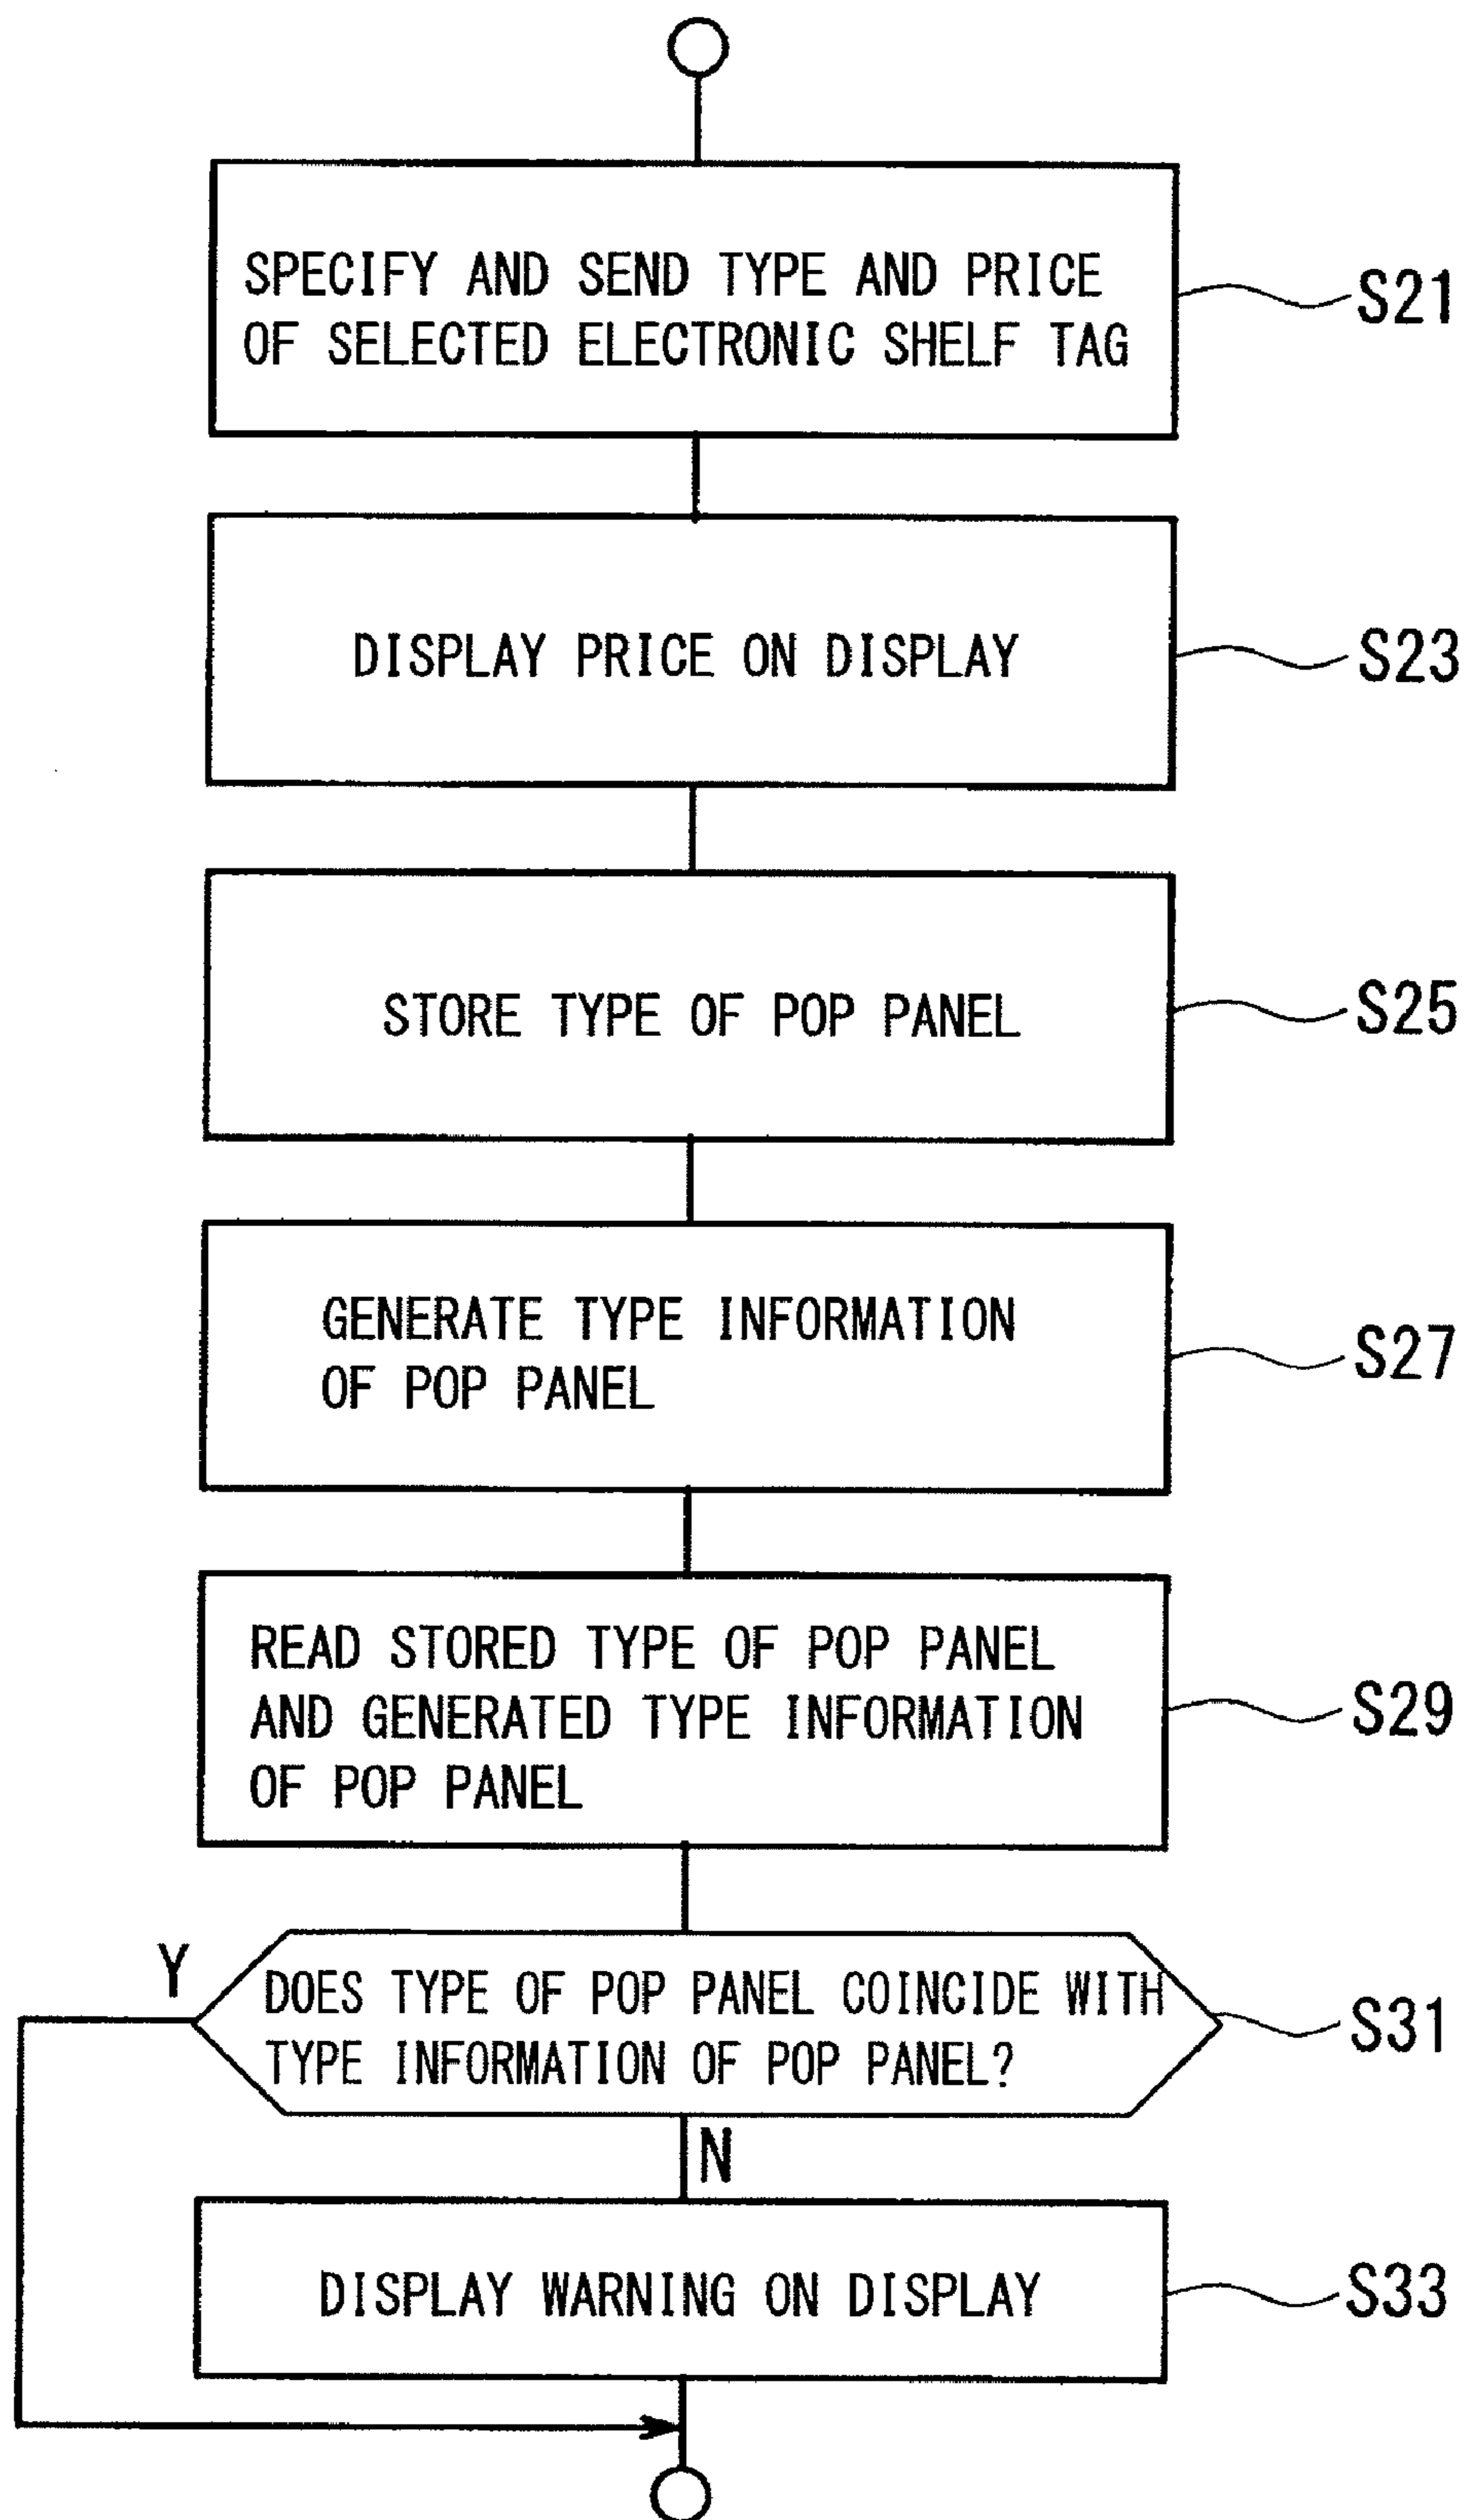 SPECIFY AND SEND TYPE AND PRICE
OF SELECTED ELECTRONIC SHELF TAG
S21
DISPLAY PRICE ON DISPLAY
S23
STORE TYPE OF POP PANEL
S25
GENERATE TYPE INFORMATION
OF POP PANEL
S27
READ STORED TYPE OF POP PANEL
AND GENERATED TYPE INFORMATION
OF POP PANEL
S29
Y
DOES TYPE OF POP PANEL COINCIDE WITH
TYPE INFORMATION OF POP PANEL?
S31
N
DISPLAY WARNING ON DISPLAY
S33